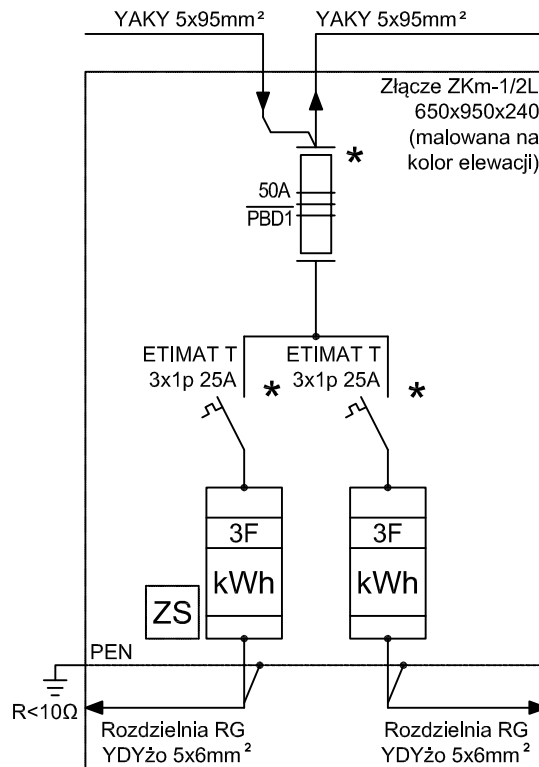 YAKY 5x95mm²
YAKY 5x95mm²
Złącze ZKm-1/2L
650x950x240
(malowana na
kolor elewacji)
*
50A
PBD1
ETIMAT T
3x1p 25A
*
ETIMAT T
3x1p 25A
*
3F
kWh
3F
kWh
ZS
PEN
R<10Ω
Rozdzielnia RG
YDYżo 5x6mm²
Rozdzielnia RG
YDYżo 5x6mm²